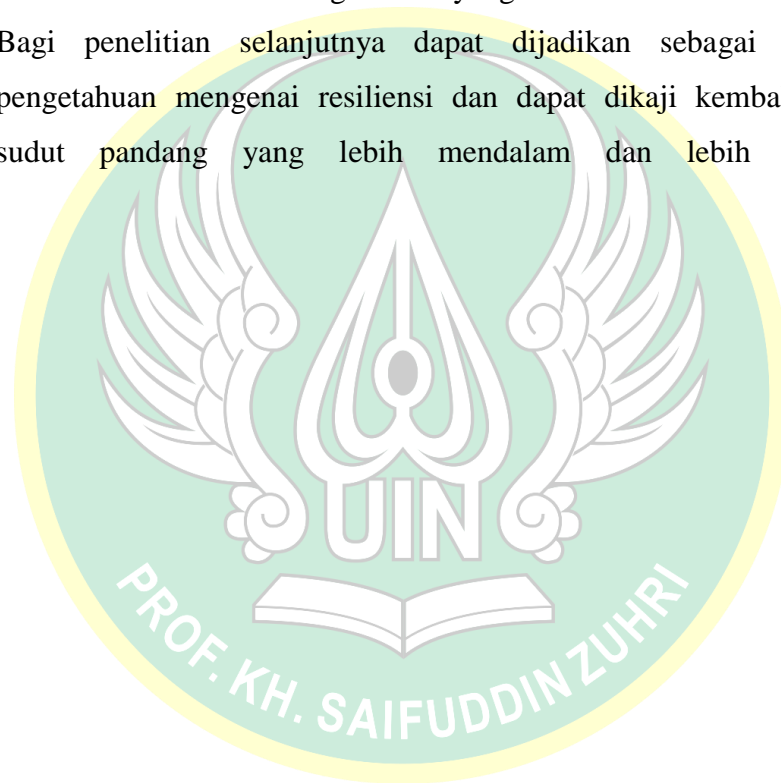 Bagi penelitian selanjutnya dapat dijadikan sebagai
pengetahuan mengenai resiliensi dan dapat dikaji
sudut pandang yang lebih mendalam dan lebih
UIN
PROF. KH. SAIFUDDIN ZUHRI